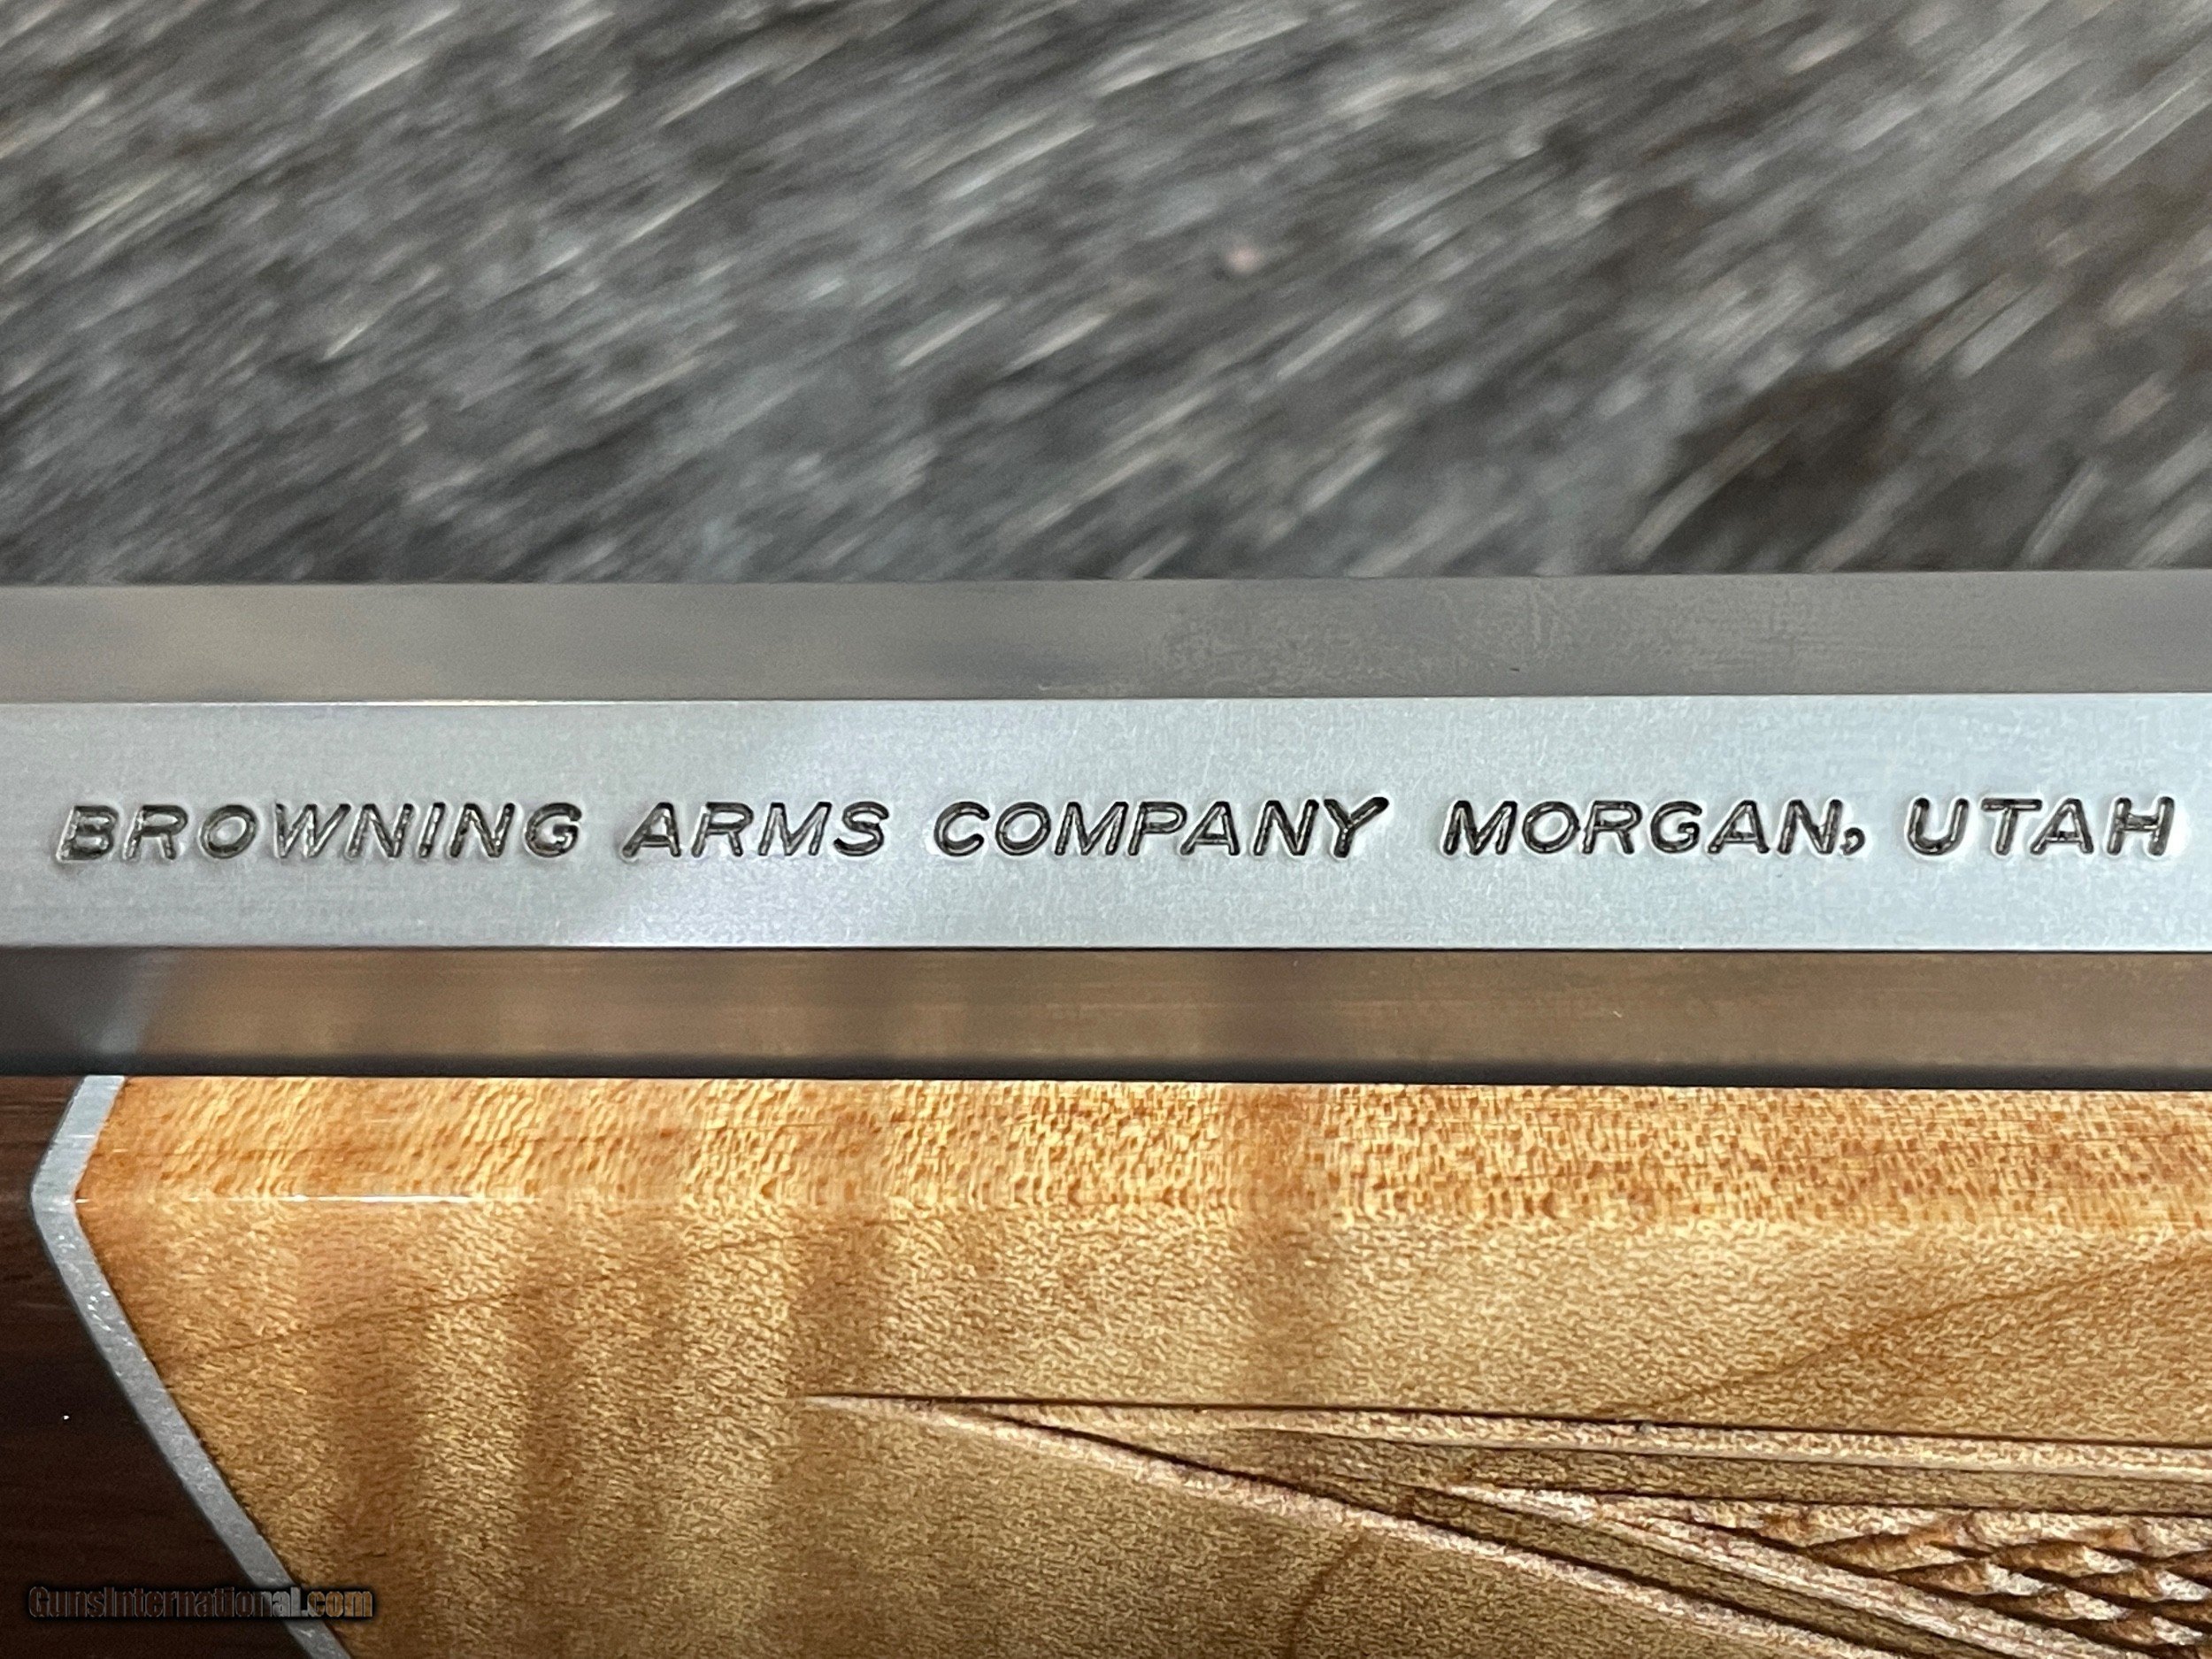 BROWNING ARMS COMPANY MORGAN, UTAH
GunsInternational.com